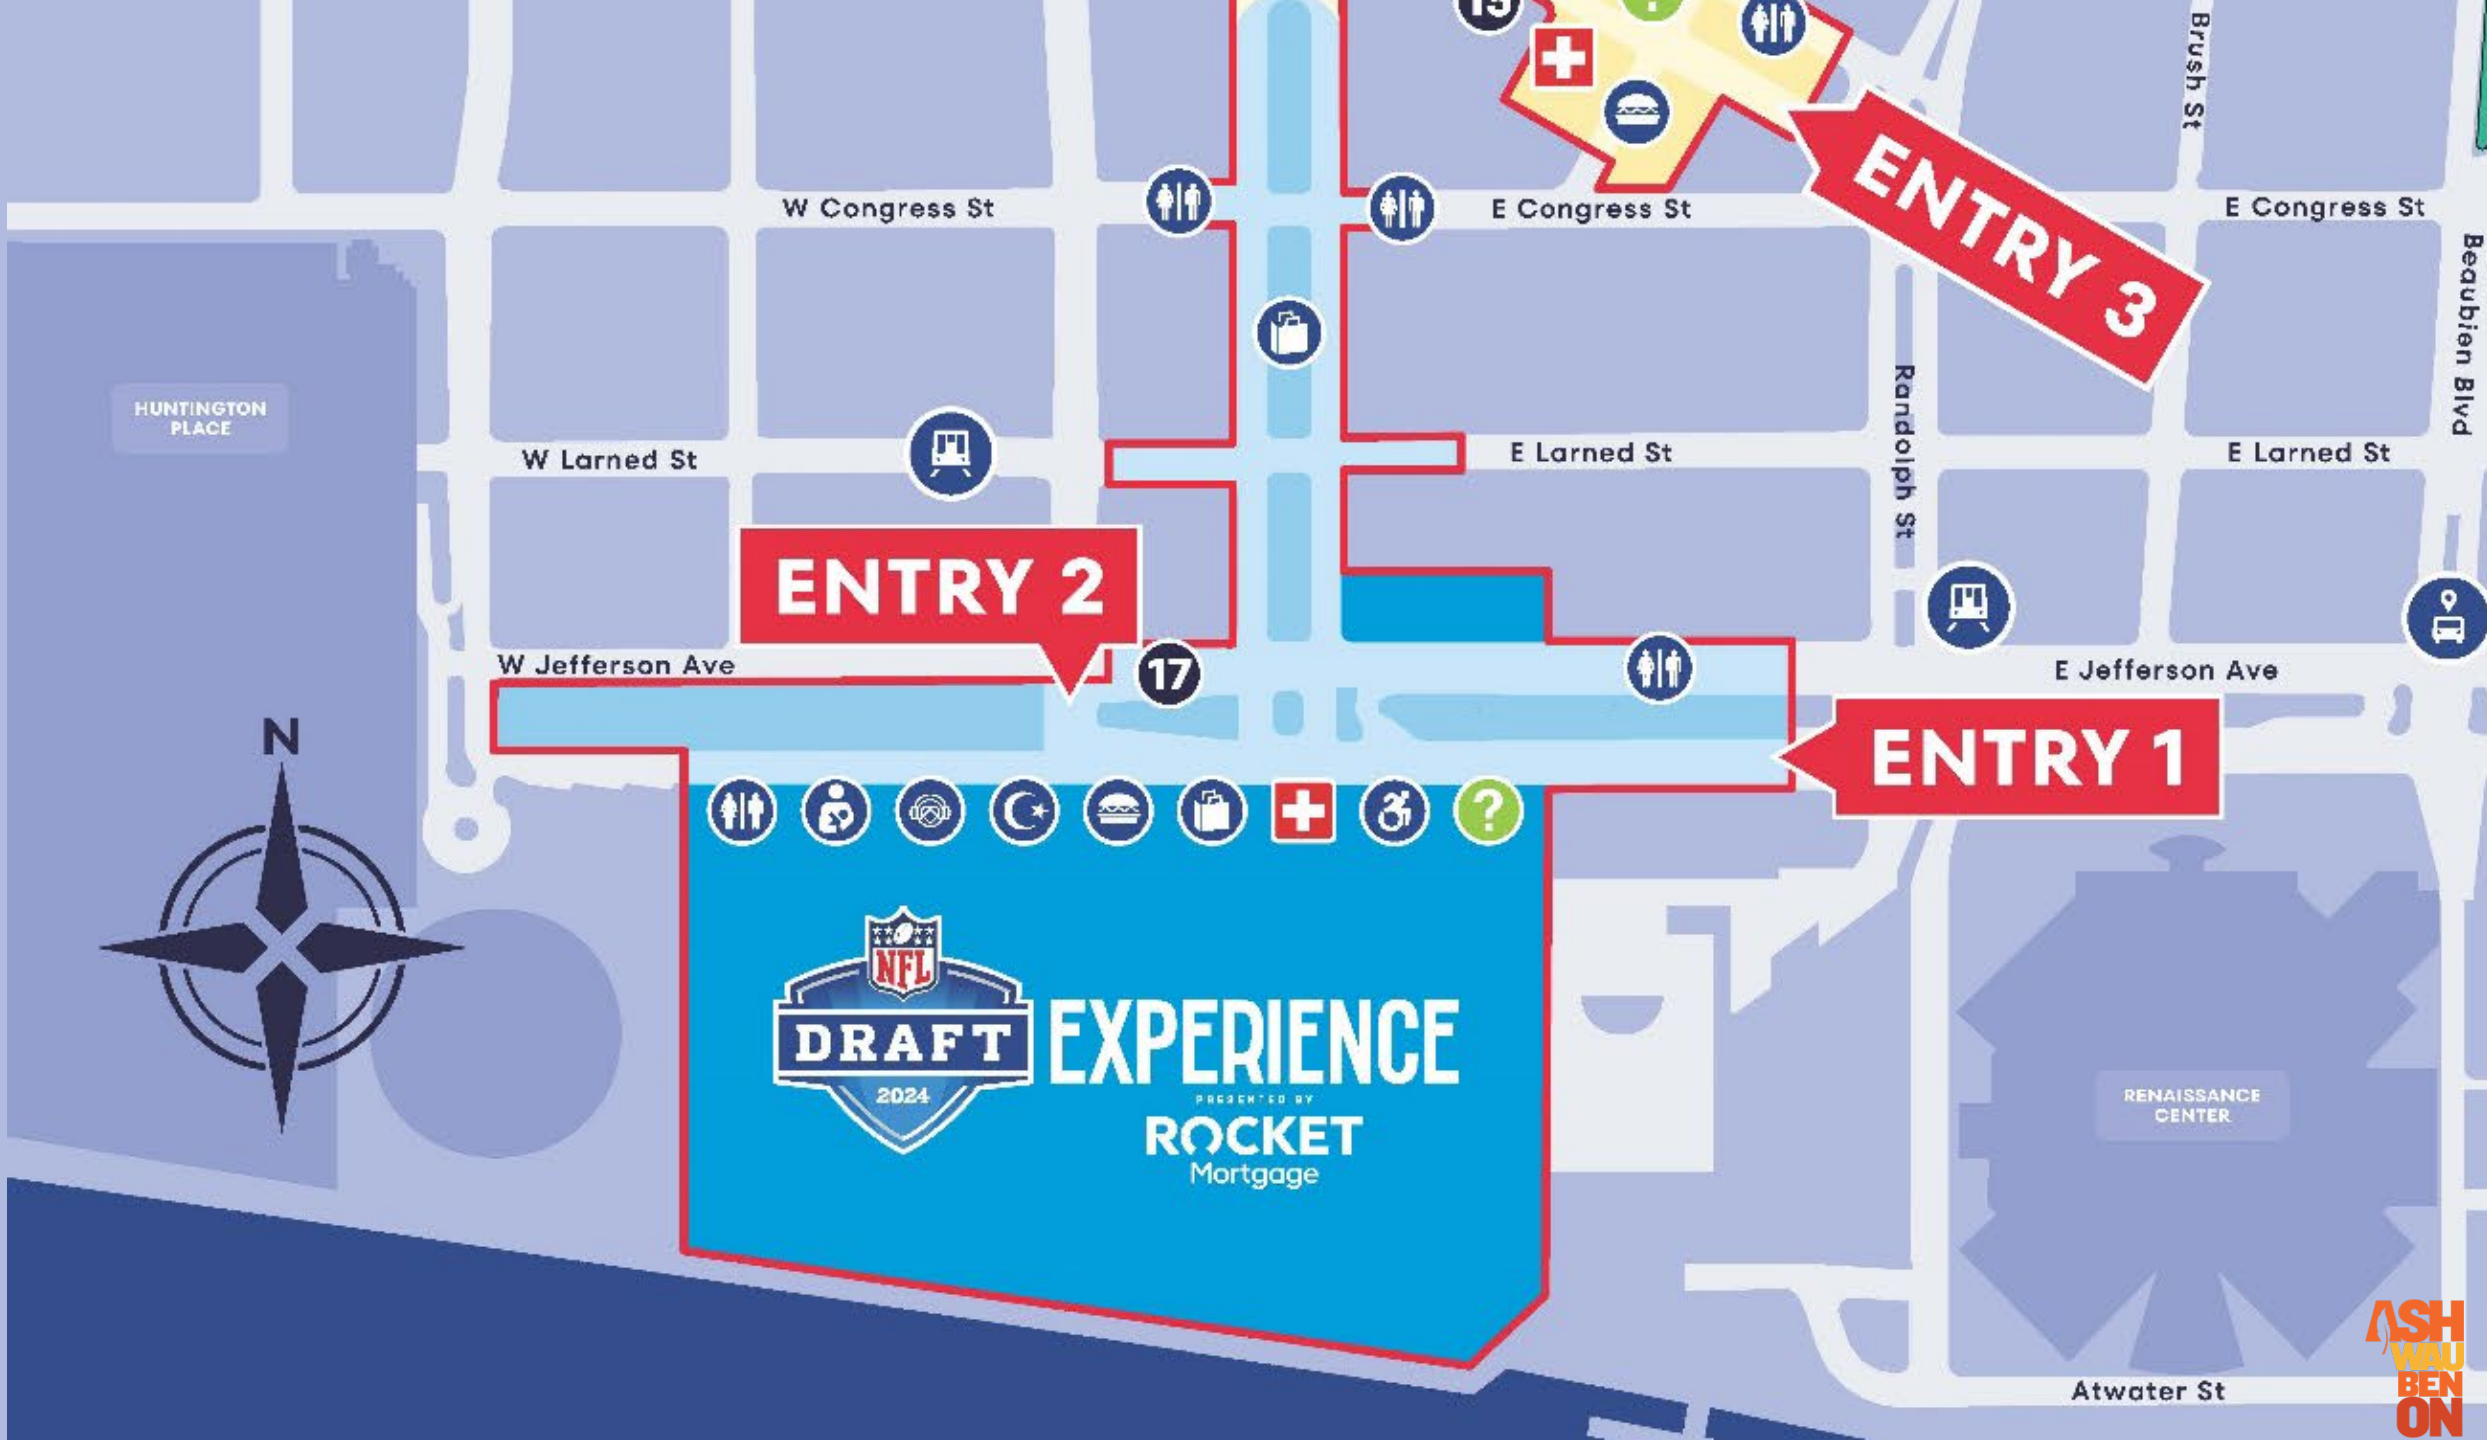 15
?
Brush St
ENTRY 3
W Congress St
E Congress St
E Congress St
Beaubien Blvd
HUNTINGTON
PLACE
W Larned St
E Larned St
Randolph St
E Larned St
ENTRY 2
W Jefferson Ave
17
E Jefferson Ave
ENTRY 1
N
?
NFL
DRAFT
2024
EXPERIENCE
PRESENTED BY
ROCKET
Mortgage
RENAISSANCE
CENTER
Atwater St
ASH
WAU
BEN
ON